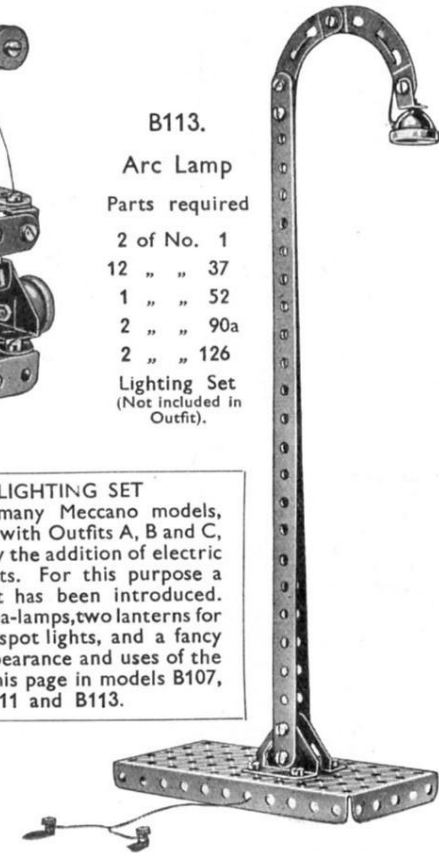 B113.
Arc Lamp
Parts required
2 of No. 1
12 „ „ 37
1 „ „ 52
2 „ „ 90a
2 „ „ 126
Lighting Set
(Not included in
Outfit).
LIGHTING SET
many Meccano models,
with Outfits A, B and C,
y the addition of electric
ts. For this purpose a
t has been introduced.
a-lamps, two lanterns for
spot lights, and a fancy
pearance and uses of the
his page in models B107,
11 and B113.